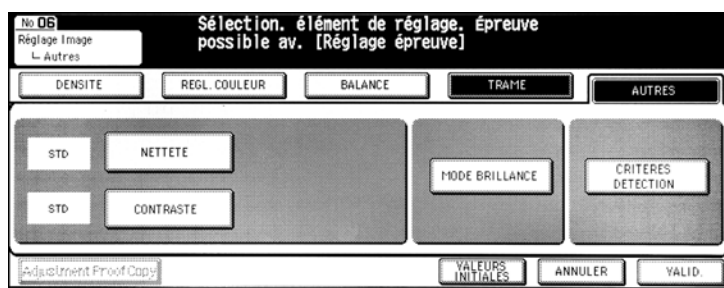 No 06
Réglage Image
Autres
Sélection. élément de réglage. Épreuve
possible av. [Réglage épreuve]
DENSITE
REGL. COULEUR
BALANCE
TRAME
AUTRES
STD
NETTETE
MODE BRILLANCE
CRITERES
DETECTION
STD
CONTRASTE
Adjustment Proof Copy
VALEURS
INITIALES
ANNULER
VALID.